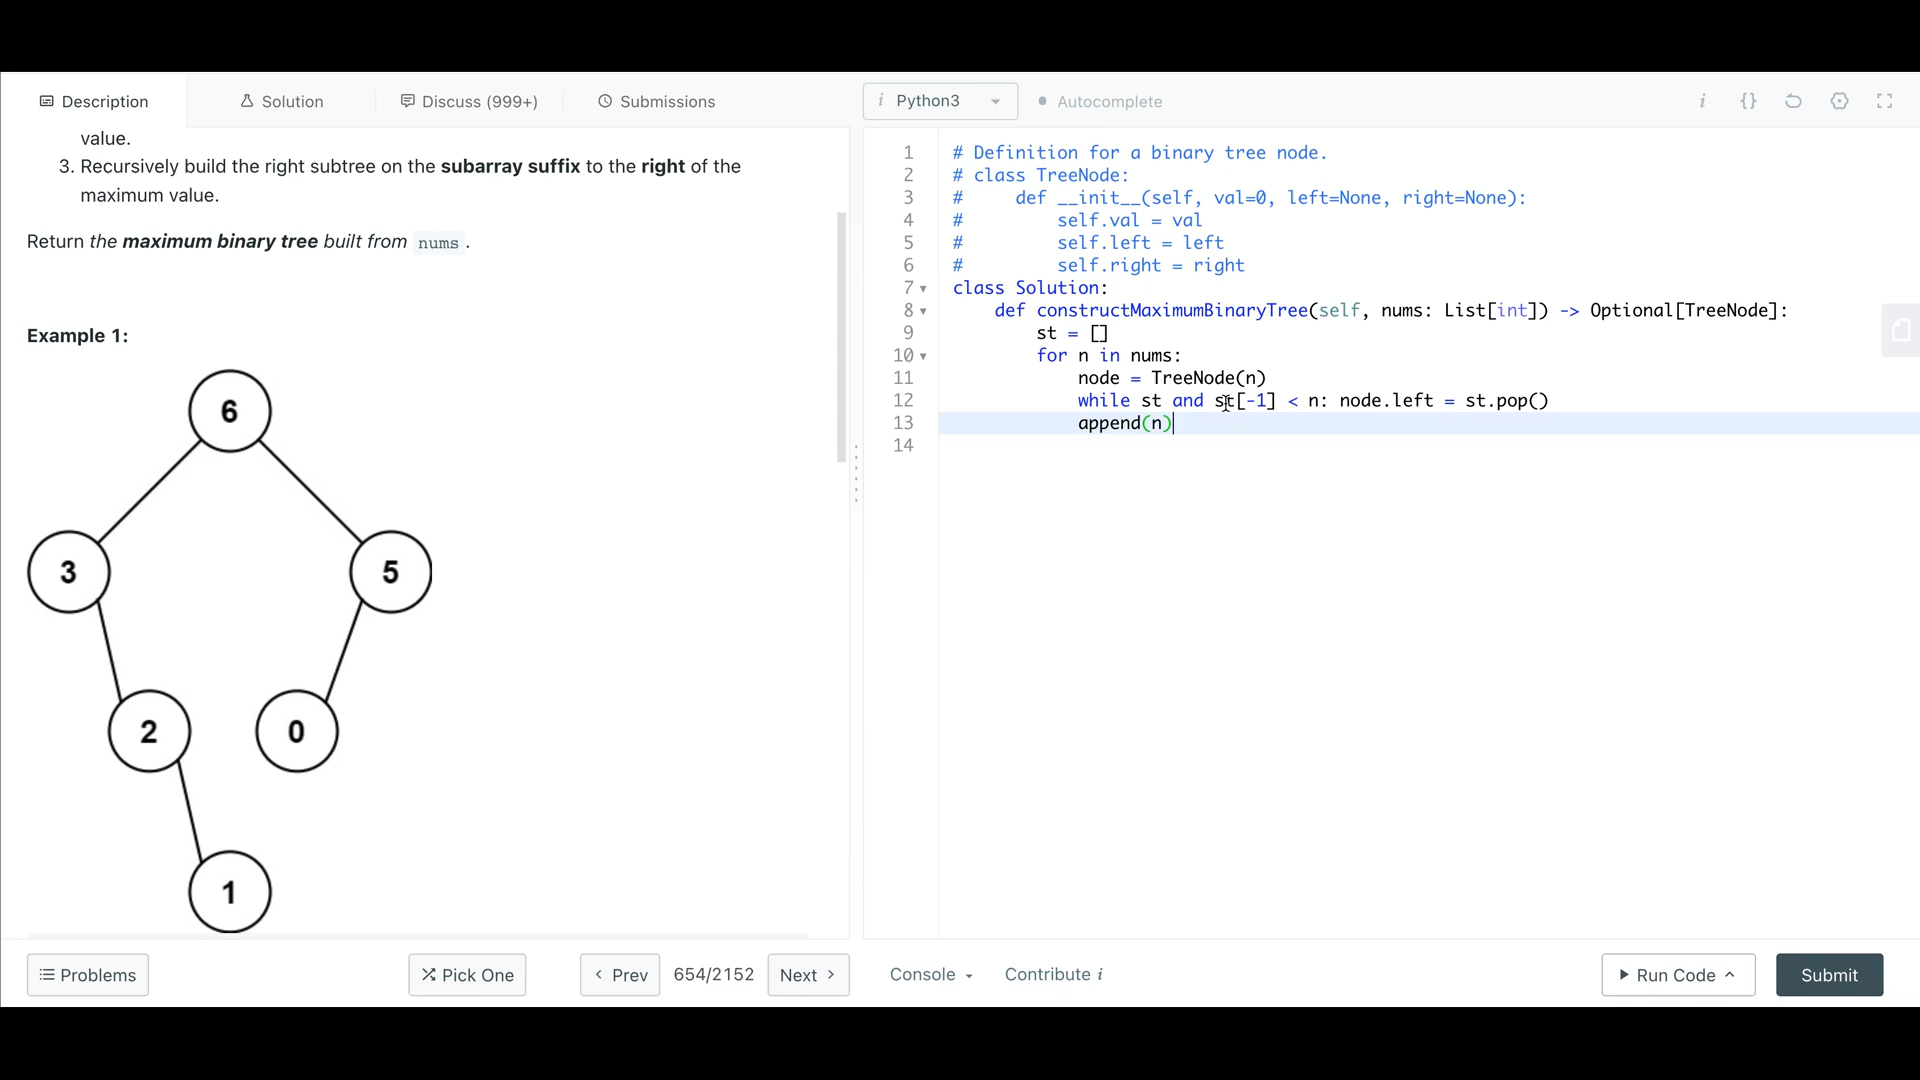 Description
Solution
Discuss (999+)
Submissions
value.
3. Recursively build the right subtree on the subarray suffix to the right of the
maximum value.
Return the maximum binary tree built from nums .
Example 1:
6
3
5
2
0
1
Problems
Pick One
Prev
654/2152
Next
i Python3
Autocomplete
i {}
1 # Definition for a binary tree node.
2 # class TreeNode:
3 #     def __init__(self, val=0, left=None, right=None):
4 #         self.val = val
5 #         self.left = left
6 #         self.right = right
7 class Solution:
8     def constructMaximumBinaryTree(self, nums: List[int]) -> Optional[TreeNode]:
9         st = []
10         for n in nums:
11             node = TreeNode(n)
12             while st and st[-1] < n: node.left = st.pop()
13             append(n)
14
Console
Contribute i
Run Code
Submit